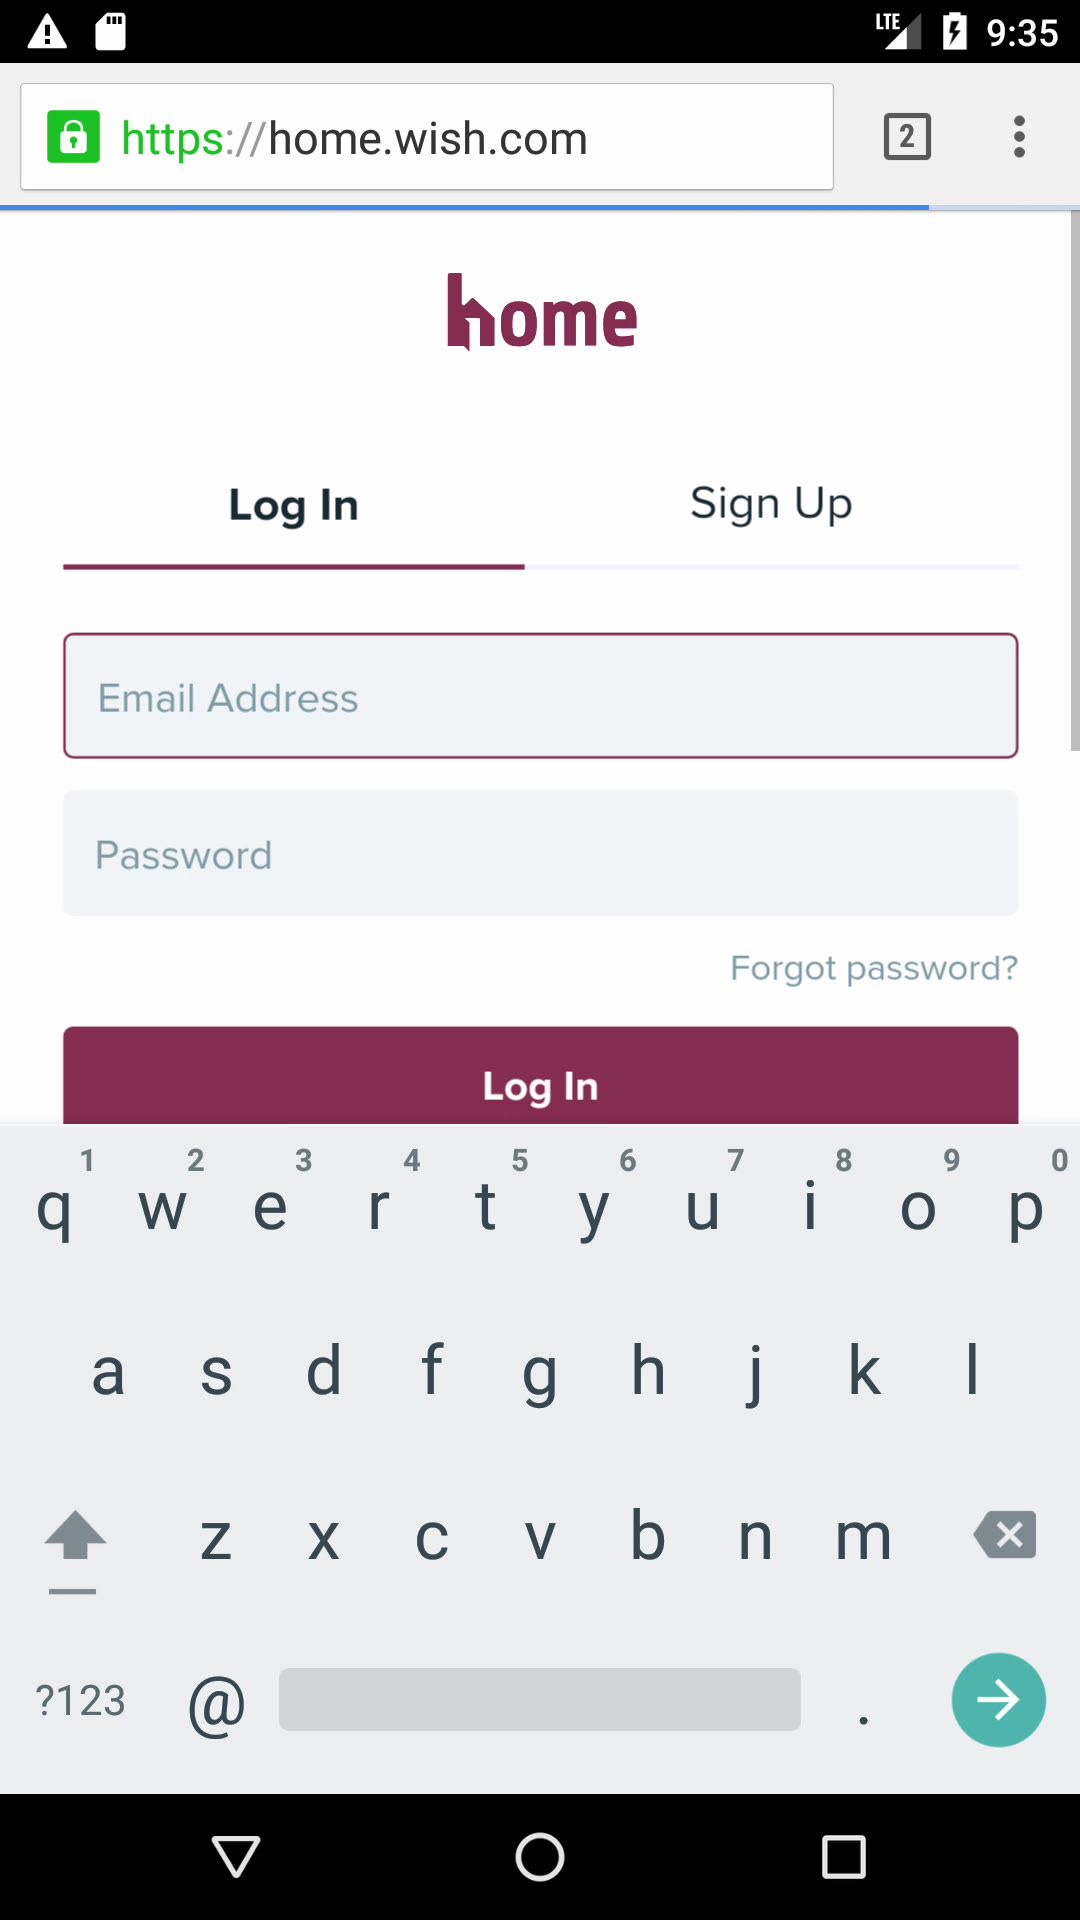 LTE 9:35
https://home.wish.com 2
home
Log In Sign Up
Email Address
Password
Forgot password?
Log In
1 2 3 4 5 6 7 8 9 0
q w e r t y u i o p
a s d f g h j k l
z x c v b n m
?123 @ .